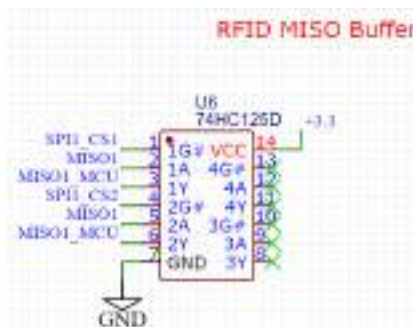 RFID MISO Buffer
U6
74HC125D
+3.3
SPI1_CS1 1 1G# VCC 14
MISO1 2 1A 4G# 13
MISO1_MCU 3 1Y 4A 12
SPI1_CS2 4 2G# 4Y 11
MISO1 5 2A 3G# 10
MISO1_MCU 6 2Y 3A 9
7 GND 3Y 8
GND